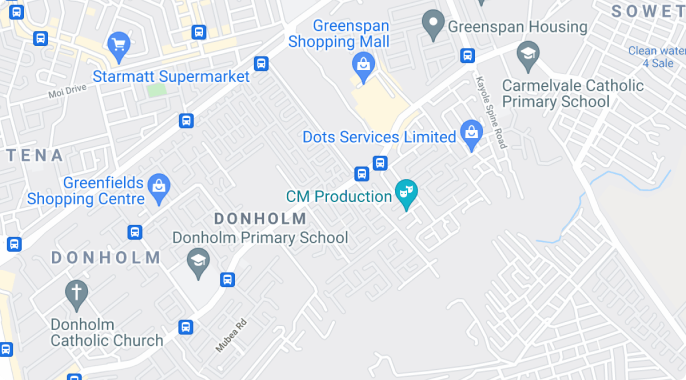 SOWET
Greenspan
Shopping Mall
Greenspan Housing
Clean water
4 Sale
Starmatt Supermarket
Moi Drive
Kayole Spine Road
Carmelvale Catholic
Primary School
Dots Services Limited
TENA
Greenfields
Shopping Centre
CM Production
DONHOLM
Donholm Primary School
DONHOLM
Donholm
Catholic Church
Mubea Rd